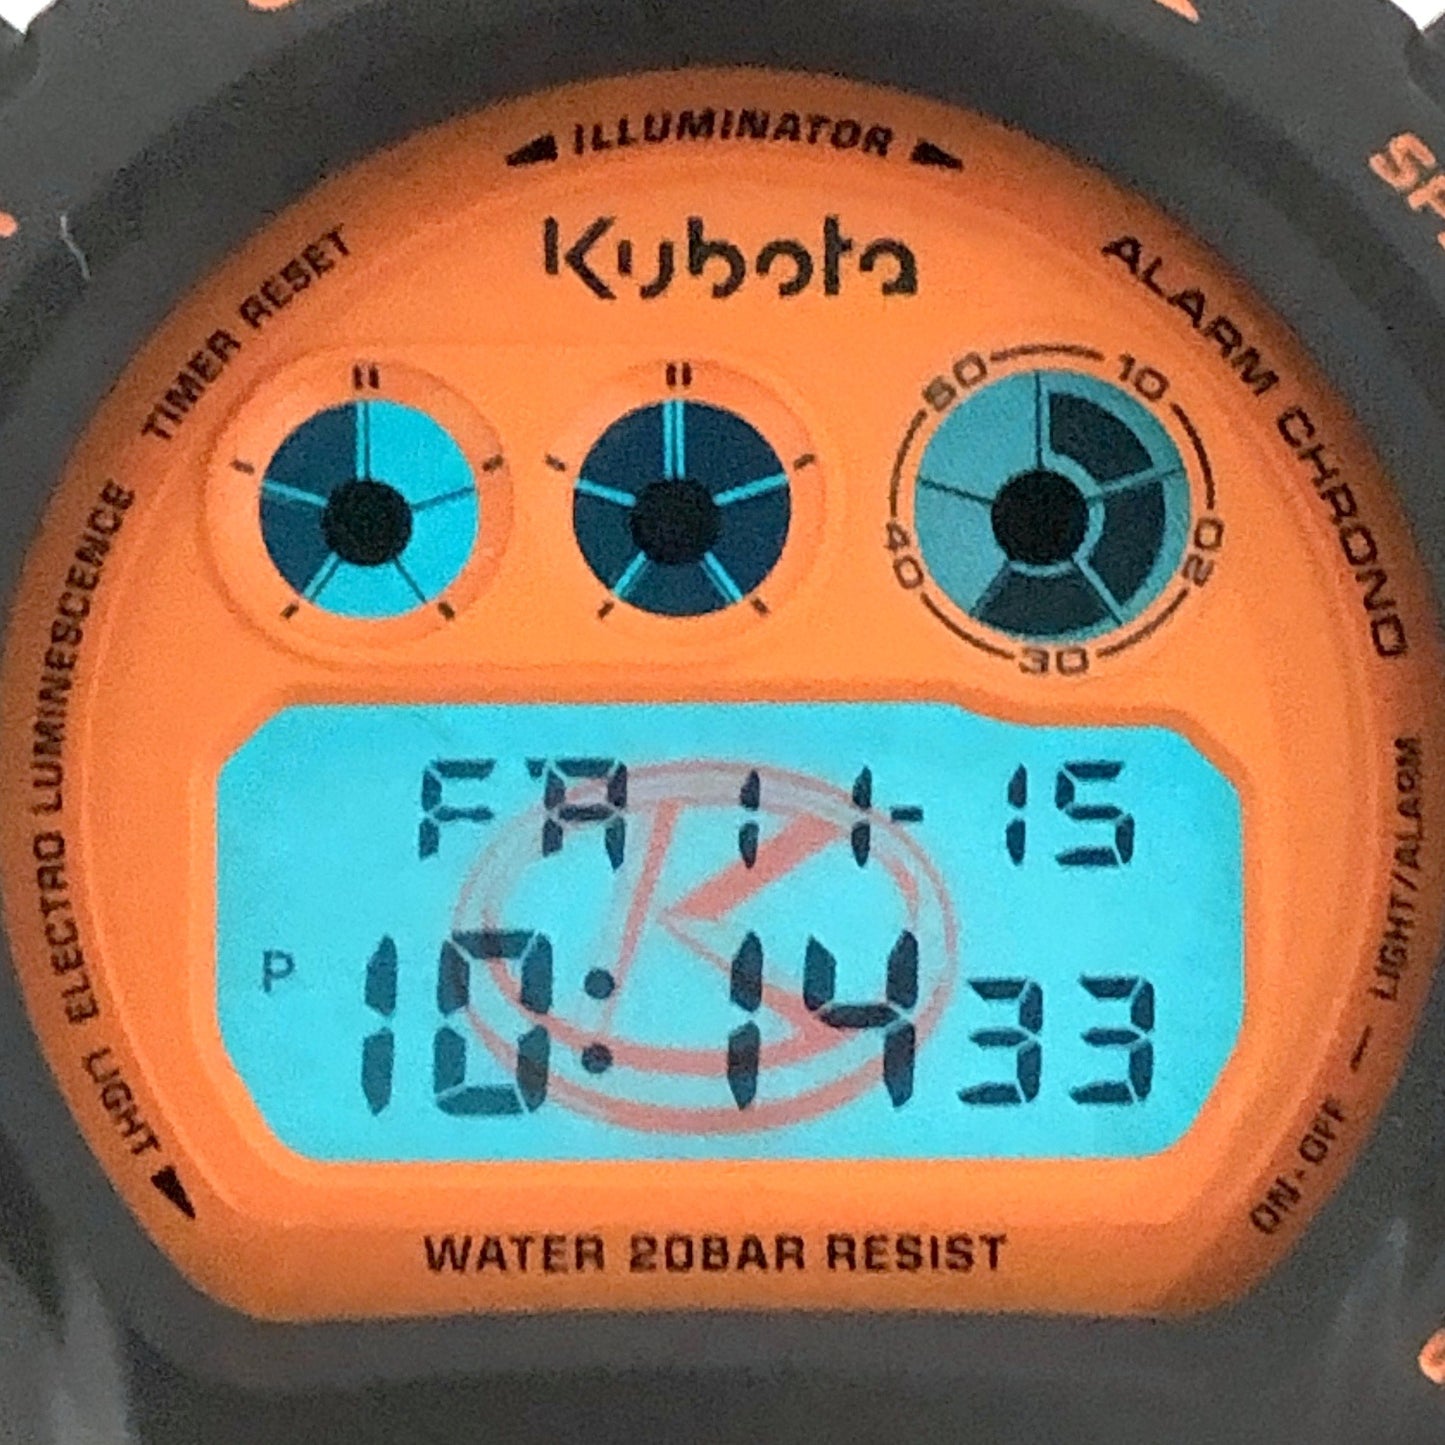 ILLUMINATOR
Kubota
TIMER RESET
ALARM CHRONO
60 10
40 20
30
ELECTRO LUMINESCENCE
LIGHT
FR 11-15
P 10:14 33
LIGHT/ALARM
ON·OFF
WATER 20BAR RESIST